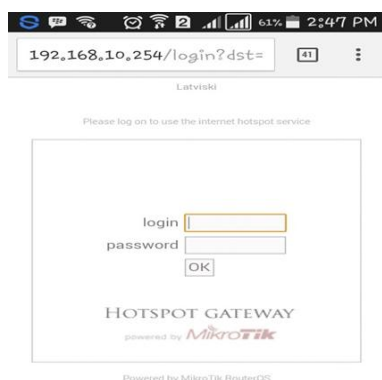 2 61% 2:47 PM
192.168.10.254/login?dst= 41
Latviski
Please log on to use the internet hotspot service
login
password
OK
HOTSPOT GATEWAY
powered by MikroTik
Powered by MikroTik RouterOS